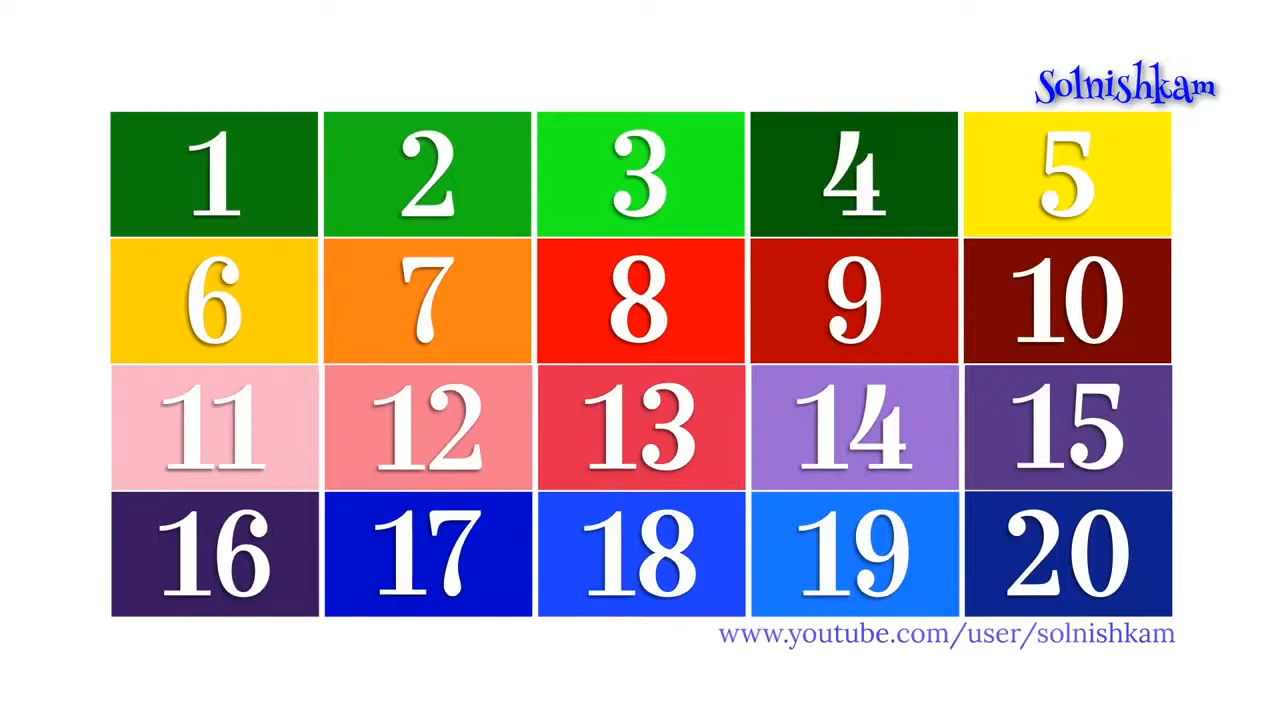 Solnishkam
1 2 3 4 5
6 7 8 9 10
11 12 13 14 15
16 17 18 19 20
www.youtube.com/user/solnishkam